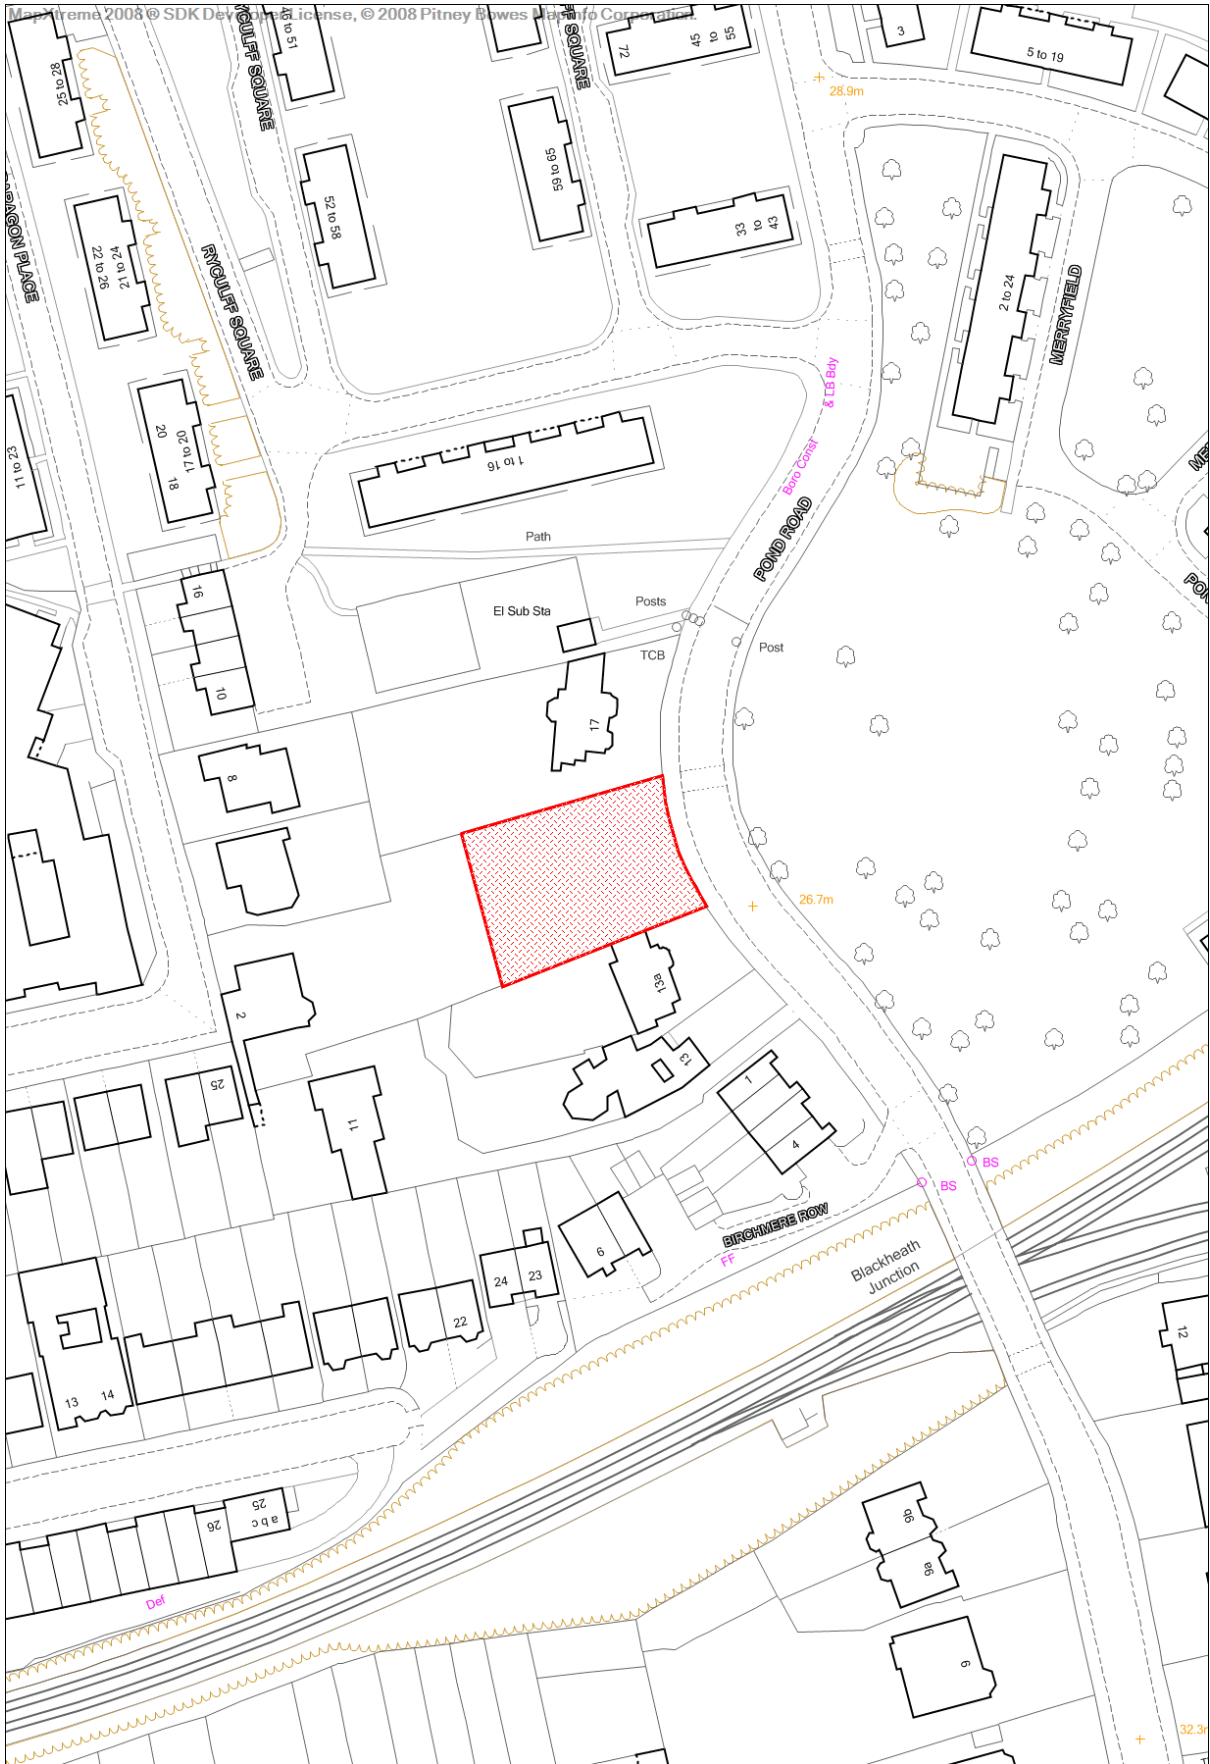 MapXtreme 2008 ® SDK Developer License, © 2008 Pitney Bowes MapInfo Corporation.
46 to 51
RYCULFF SQUARE
72
45
to
55
3
5 to 19
25 to 28
28.9m
59 to 65
52 to 58
33
to
43
PARAGON PLACE
21 to 24
22 to 26
RYCULFF SQUARE
2 to 24
MERRYFIELD
& LB Bdy
Boro Const
11 to 23
20
17 to 20
18
1 to 16
POND ROAD
Path
16
El Sub Sta
Posts
TCB
Post
10
17
8
26.7m
13a
2
13
25
11
1
4
BS
BS
BIRCHMERE ROW
FF
6
Blackheath
Junction
24
23
22
12
13
14
25
a b c
26
9b
9a
Def
9
32.3m